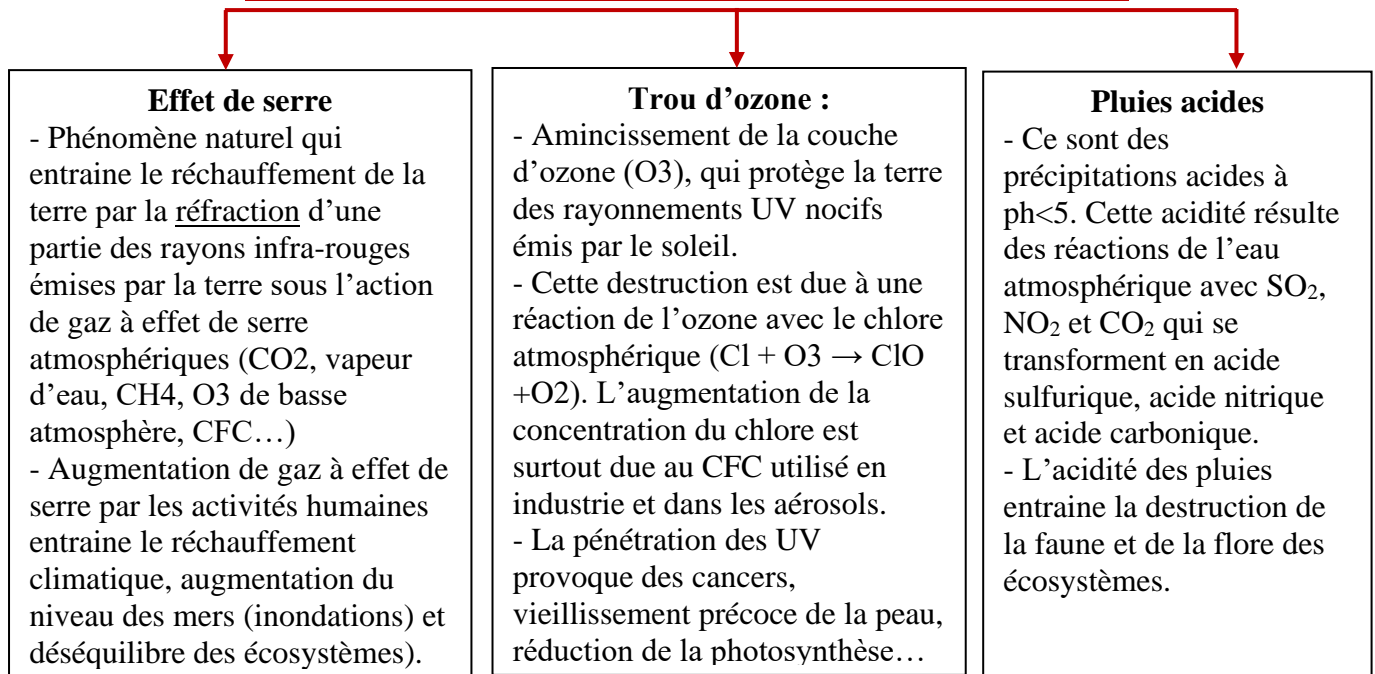 Effet de serre
- Phénomène naturel qui
entraine le réchauffement de la
terre par la réfraction d’une
partie des rayons infra-rouges
émises par la terre sous l’action
de gaz à effet de serre
atmosphériques (CO2, vapeur
d’eau, CH4, O3 de basse
atmosphère, CFC…)
- Augmentation de gaz à effet de
serre par les activités humaines
entraine le réchauffement
climatique, augmentation du
niveau des mers (inondations) et
déséquilibre des écosystèmes).
Trou d’ozone :
- Amincissement de la couche
d’ozone (O3), qui protège la terre
des rayonnements UV nocifs
émis par le soleil.
- Cette destruction est due à une
réaction de l’ozone avec le chlore
atmosphérique (Cl + O3 → ClO
+O2). L’augmentation de la
concentration du chlore est
surtout due au CFC utilisé en
industrie et dans les aérosols.
- La pénétration des UV
provoque des cancers,
vieillissement précoce de la peau,
réduction de la photosynthèse…
Pluies acides
- Ce sont des
précipitations acides à
ph<5. Cette acidité résulte
des réactions de l’eau
atmosphérique avec SO₂,
NO₂ et CO₂ qui se
transforment en acide
sulfurique, acide nitrique
et acide carbonique.
- L’acidité des pluies
entraine la destruction de
la faune et de la flore des
écosystèmes.